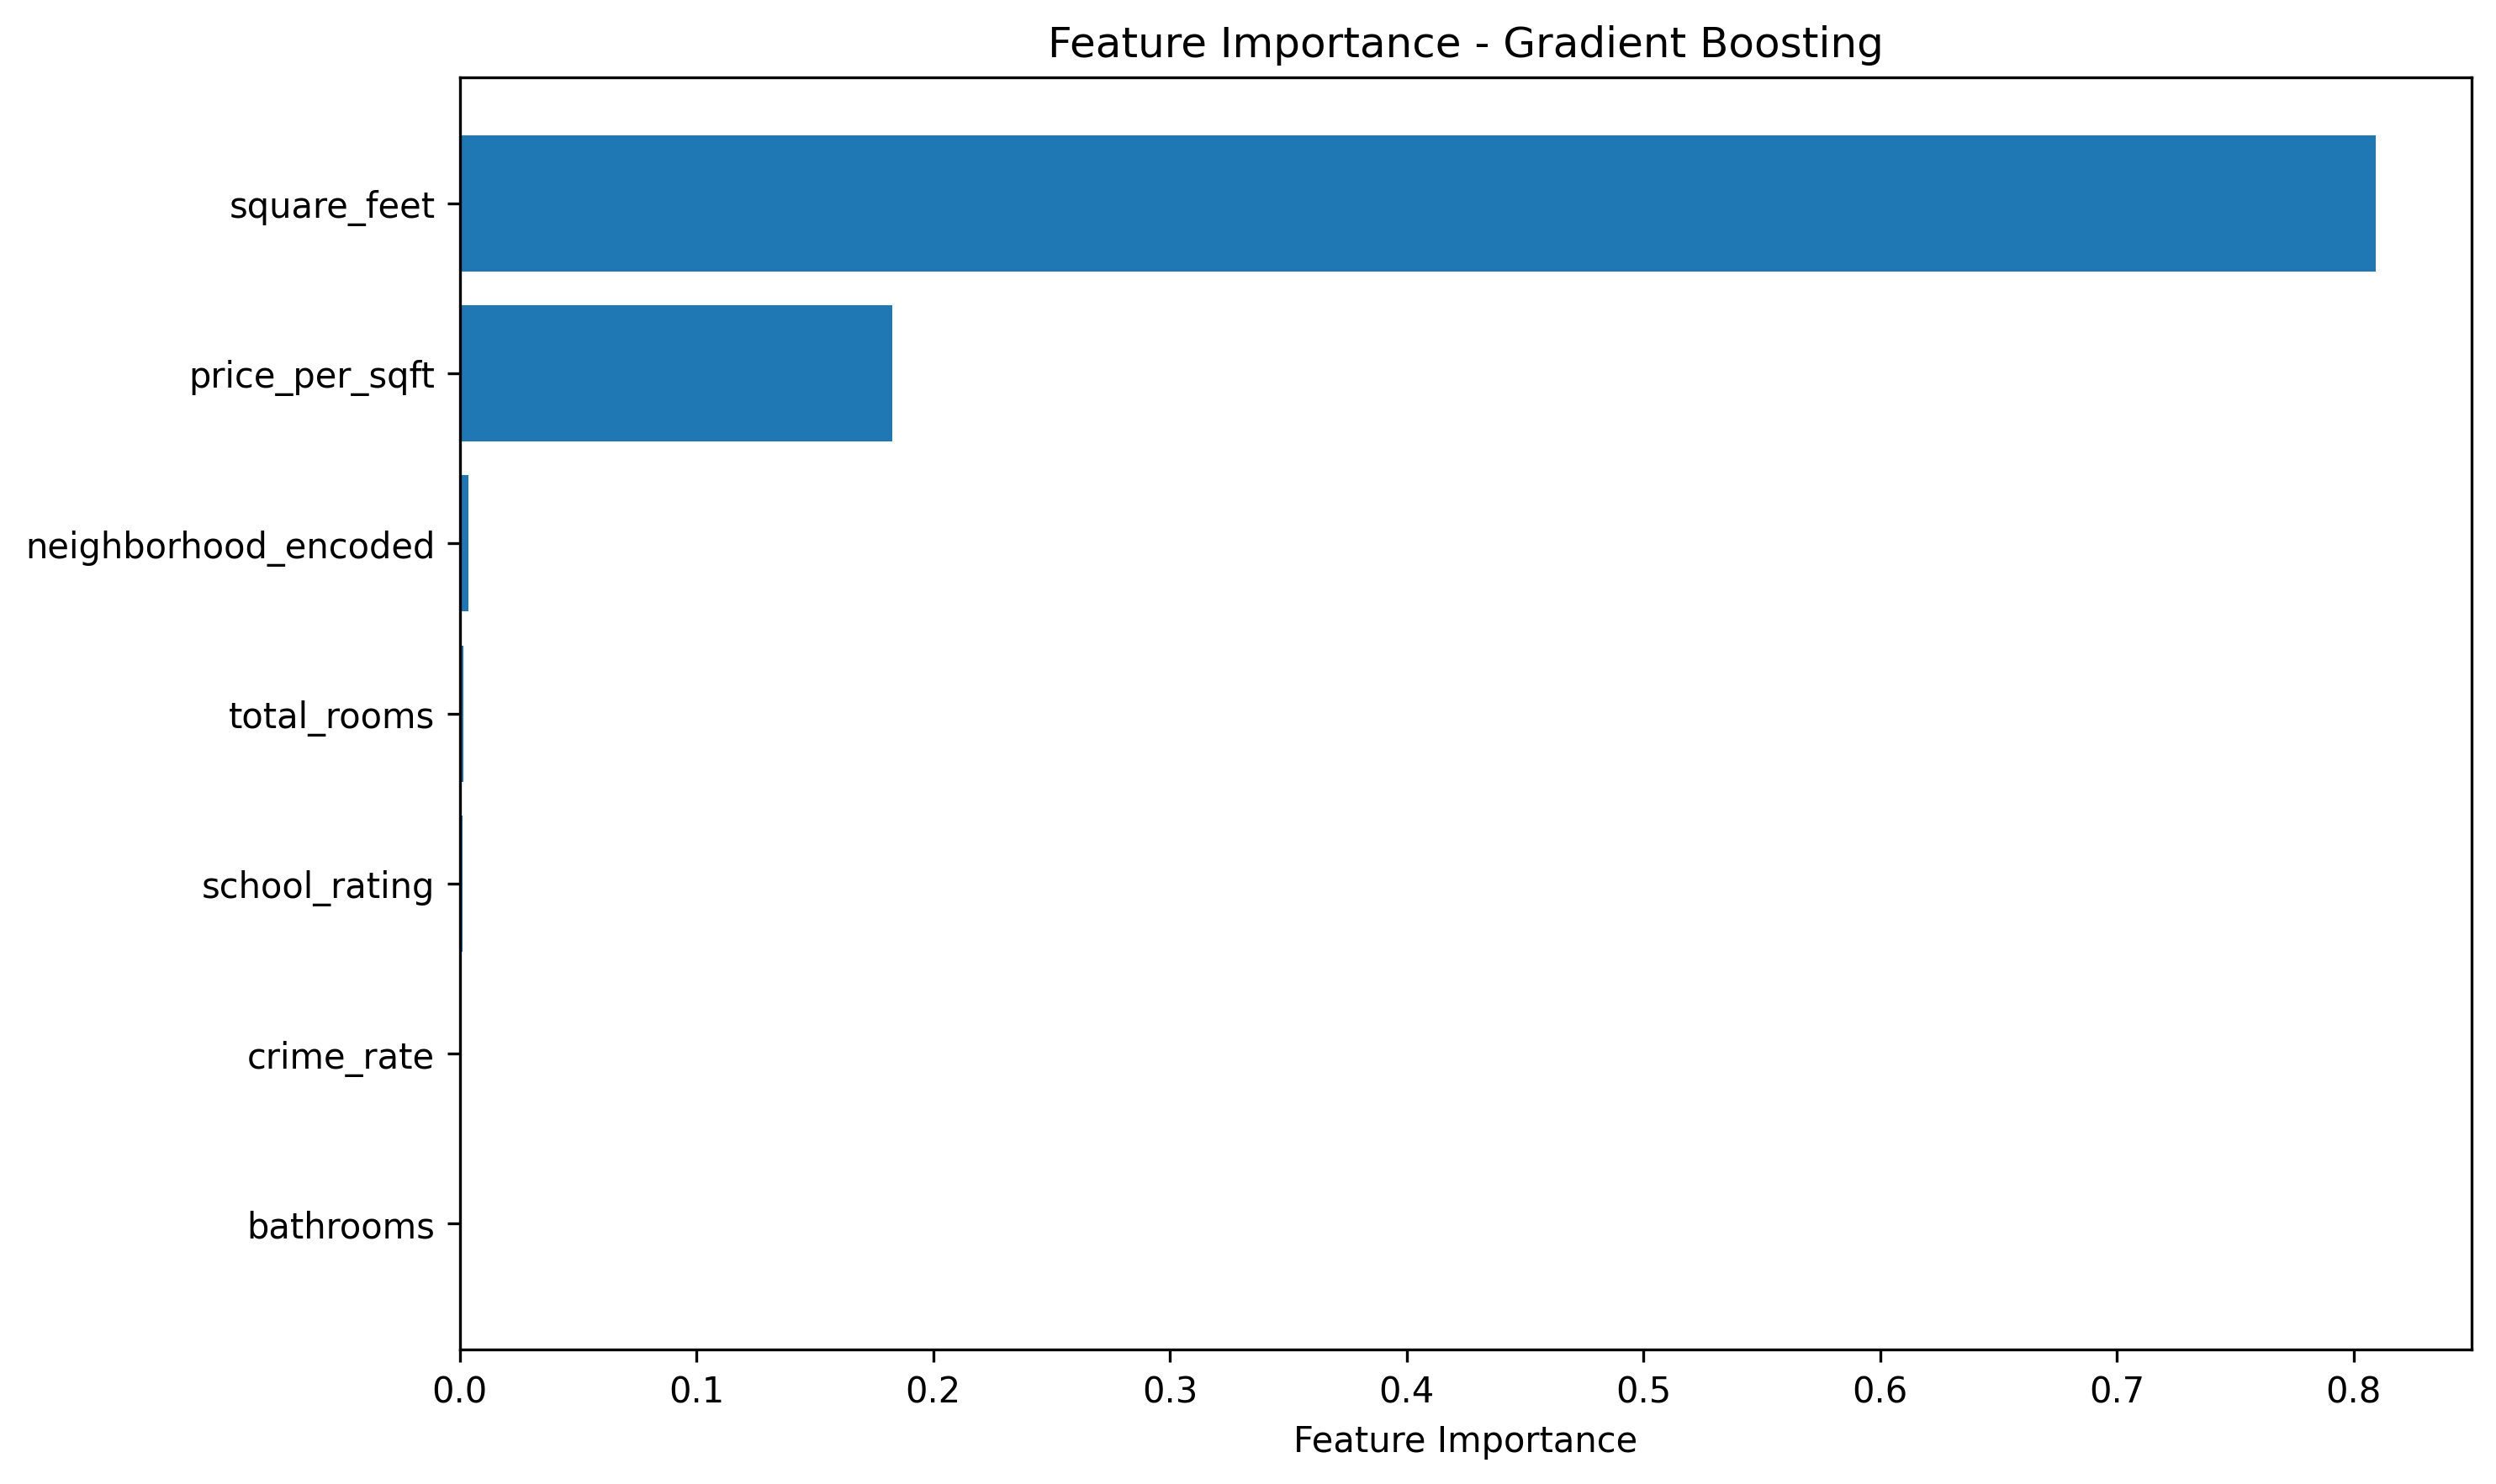 Feature Importance - Gradient Boosting
square_feet
price_per_sqft
neighborhood_encoded
total_rooms
school_rating
crime_rate
bathrooms
0.0 0.1 0.2 0.3 0.4 0.5 0.6 0.7 0.8
Feature Importance